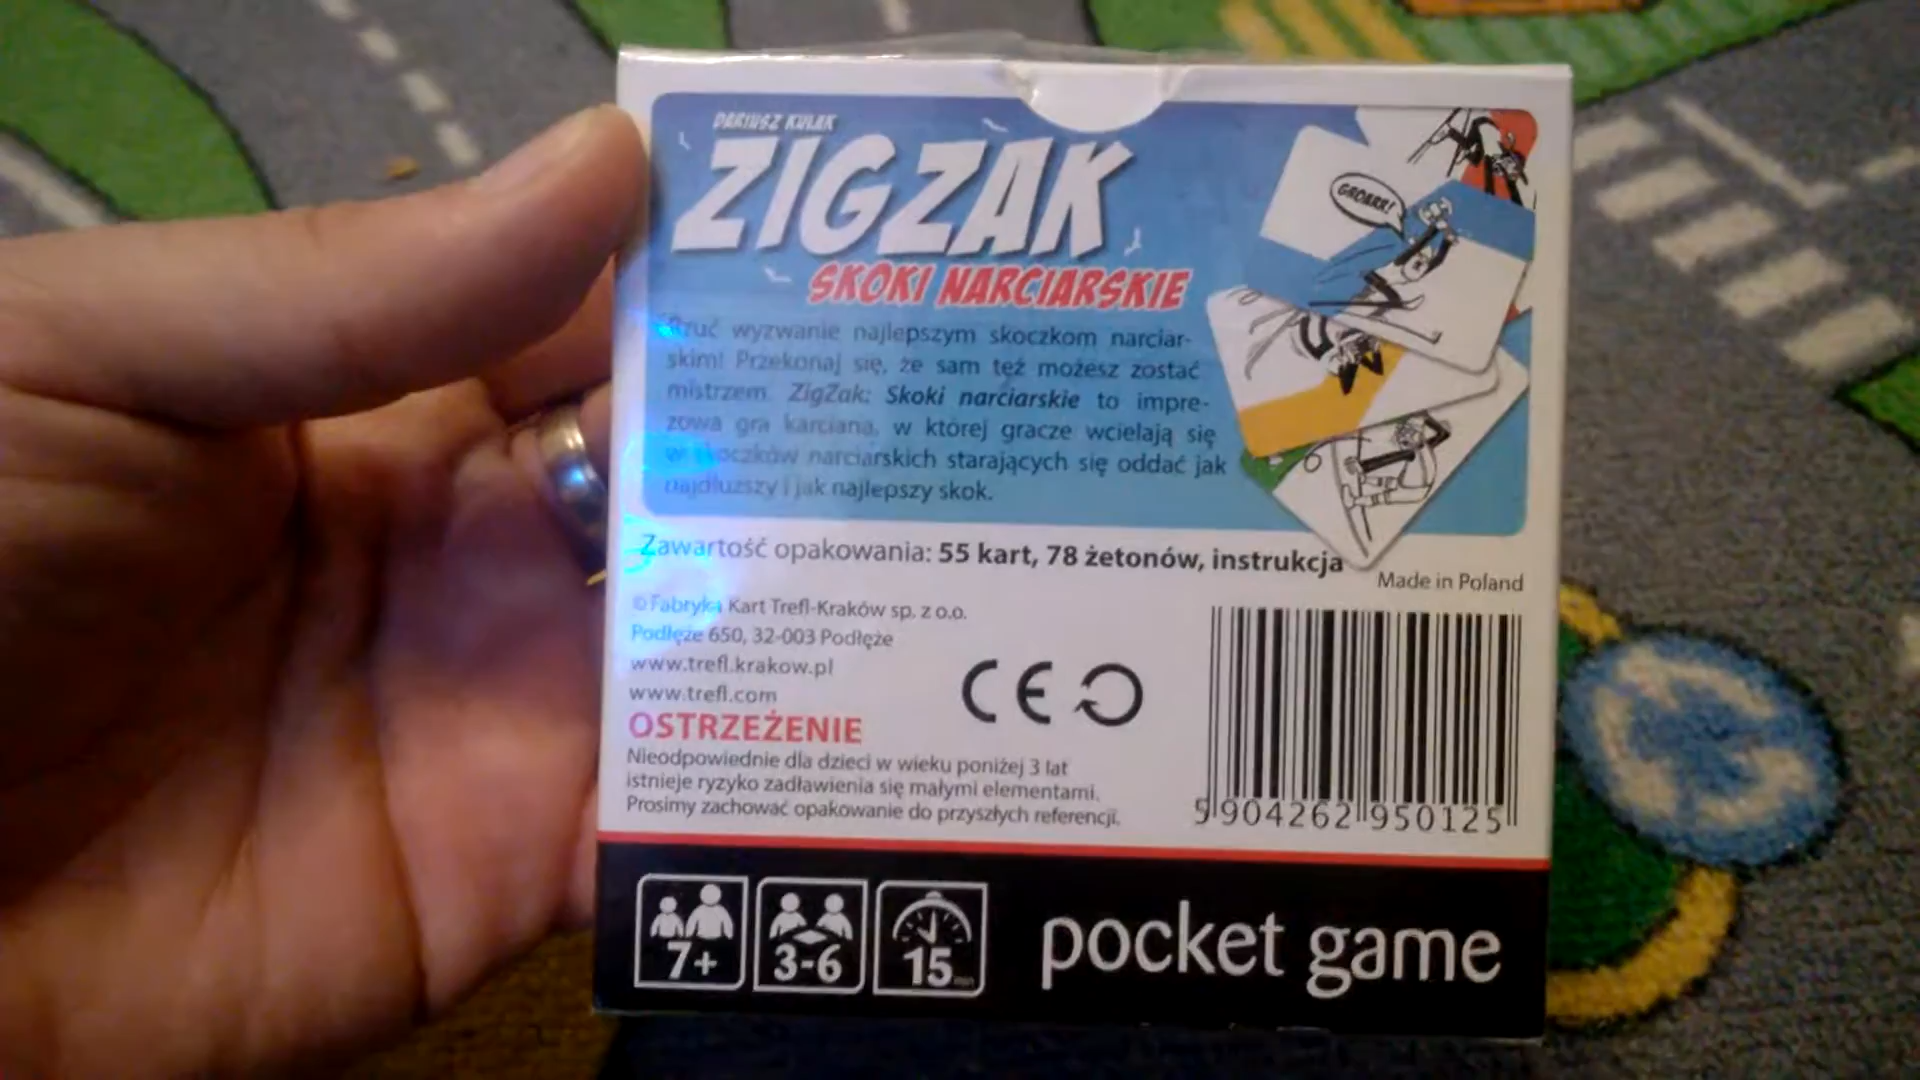 DARIUSZ KULAK
ZIGZAK
SKOKI NARCIARSKIE
GROARR!
Rzuć wyzwanie najlepszym skoczkom narciar-
skim! Przekonaj się, że sam też możesz zostać
mistrzem. ZigZak: Skoki narciarskie to impre-
zowa gra karciana, w której gracze wcielają się
w skoczków narciarskich starających się oddać jak
najdłuższy i jak najlepszy skok.
Zawartość opakowania: 55 kart, 78 żetonów, instrukcja
Made in Poland
© Fabryka Kart Trefl-Kraków sp. z o.o.
Podłęże 650, 32-003 Podłęże
www.trefl.krakow.pl
www.trefl.com
CE
OSTRZEŻENIE
Nieodpowiednie dla dzieci w wieku poniżej 3 lat
istnieje ryzyko zadławienia się małymi elementami.
Prosimy zachować opakowanie do przyszłych referencji.
5 904262 950125
7+
3-6
15 min
pocket game